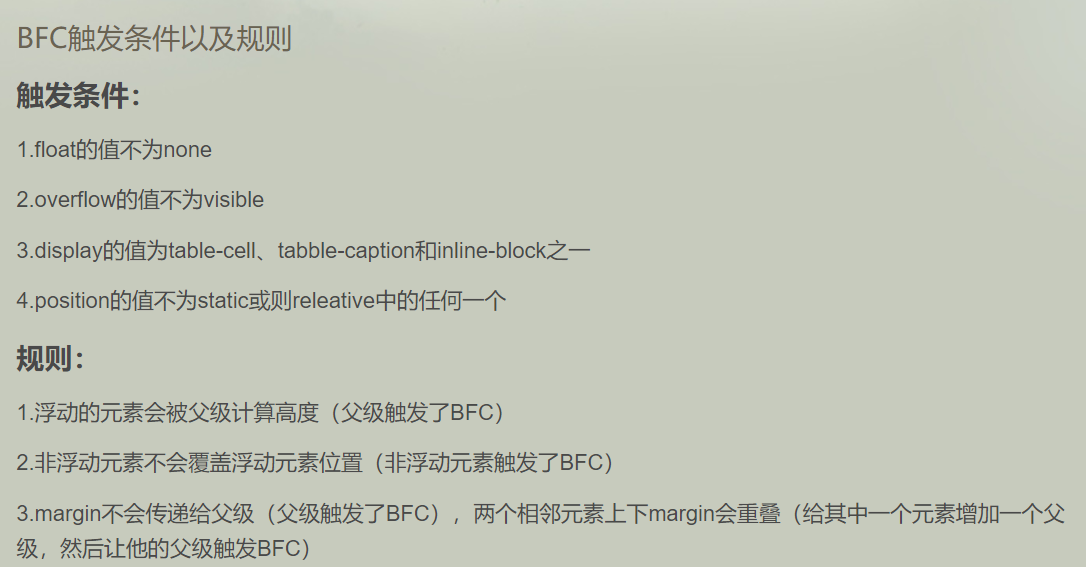 BFC触发条件以及规则
触发条件：
1.float的值不为none
2.overflow的值不为visible
3.display的值为table-cell、tabble-caption和inline-block之一
4.position的值不为static或则releative中的任何一个
规则：
1.浮动的元素会被父级计算高度（父级触发了BFC）
2.非浮动元素不会覆盖浮动元素位置（非浮动元素触发了BFC）
3.margin不会传递给父级（父级触发了BFC），两个相邻元素上下margin会重叠（给其中一个元素增加一个父
级，然后让他的父级触发BFC）